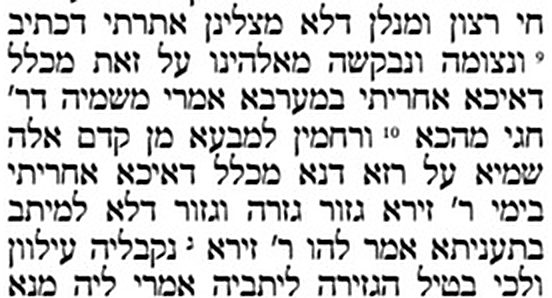 חי רצון ומנלן דלא מצלינן אתרתי דכתיב
⁹ ונצומה ונבקשה מאלהינו על זאת מכלל
דאיכא אחריתי במערבא אמרי משמיה דר׳
חגי מהכא ¹⁰ ורחמין למבעא מן קדם אלה
שמיא על רזא דנא מכלל דאיכא אחריתי
בימי ר׳ זירא גזור גזרה וגזור דלא למיתב
בתעניתא אמר להו ר׳ זירא ג נקבליה עילוון
ולכי בטיל הגזירה ליתביה אמרי ליה מנא